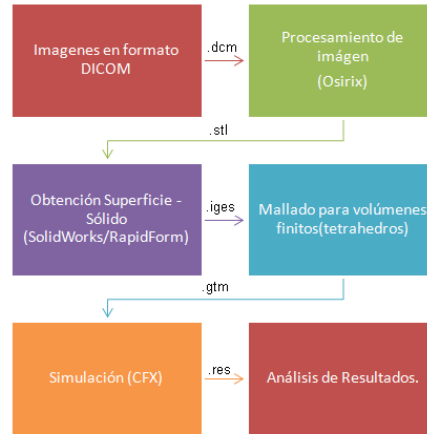 Imagenes en formato
DICOM
.dcm
Procesamiento de
imágen
(Osirix)
.stl
Obtención Superficie -
Sólido
(SolidWorks/RapidForm)
.iges
Mallado para volúmenes
finitos(tetrahedros)
.gtm
Simulación (CFX)
.res
Análisis de Resultados.